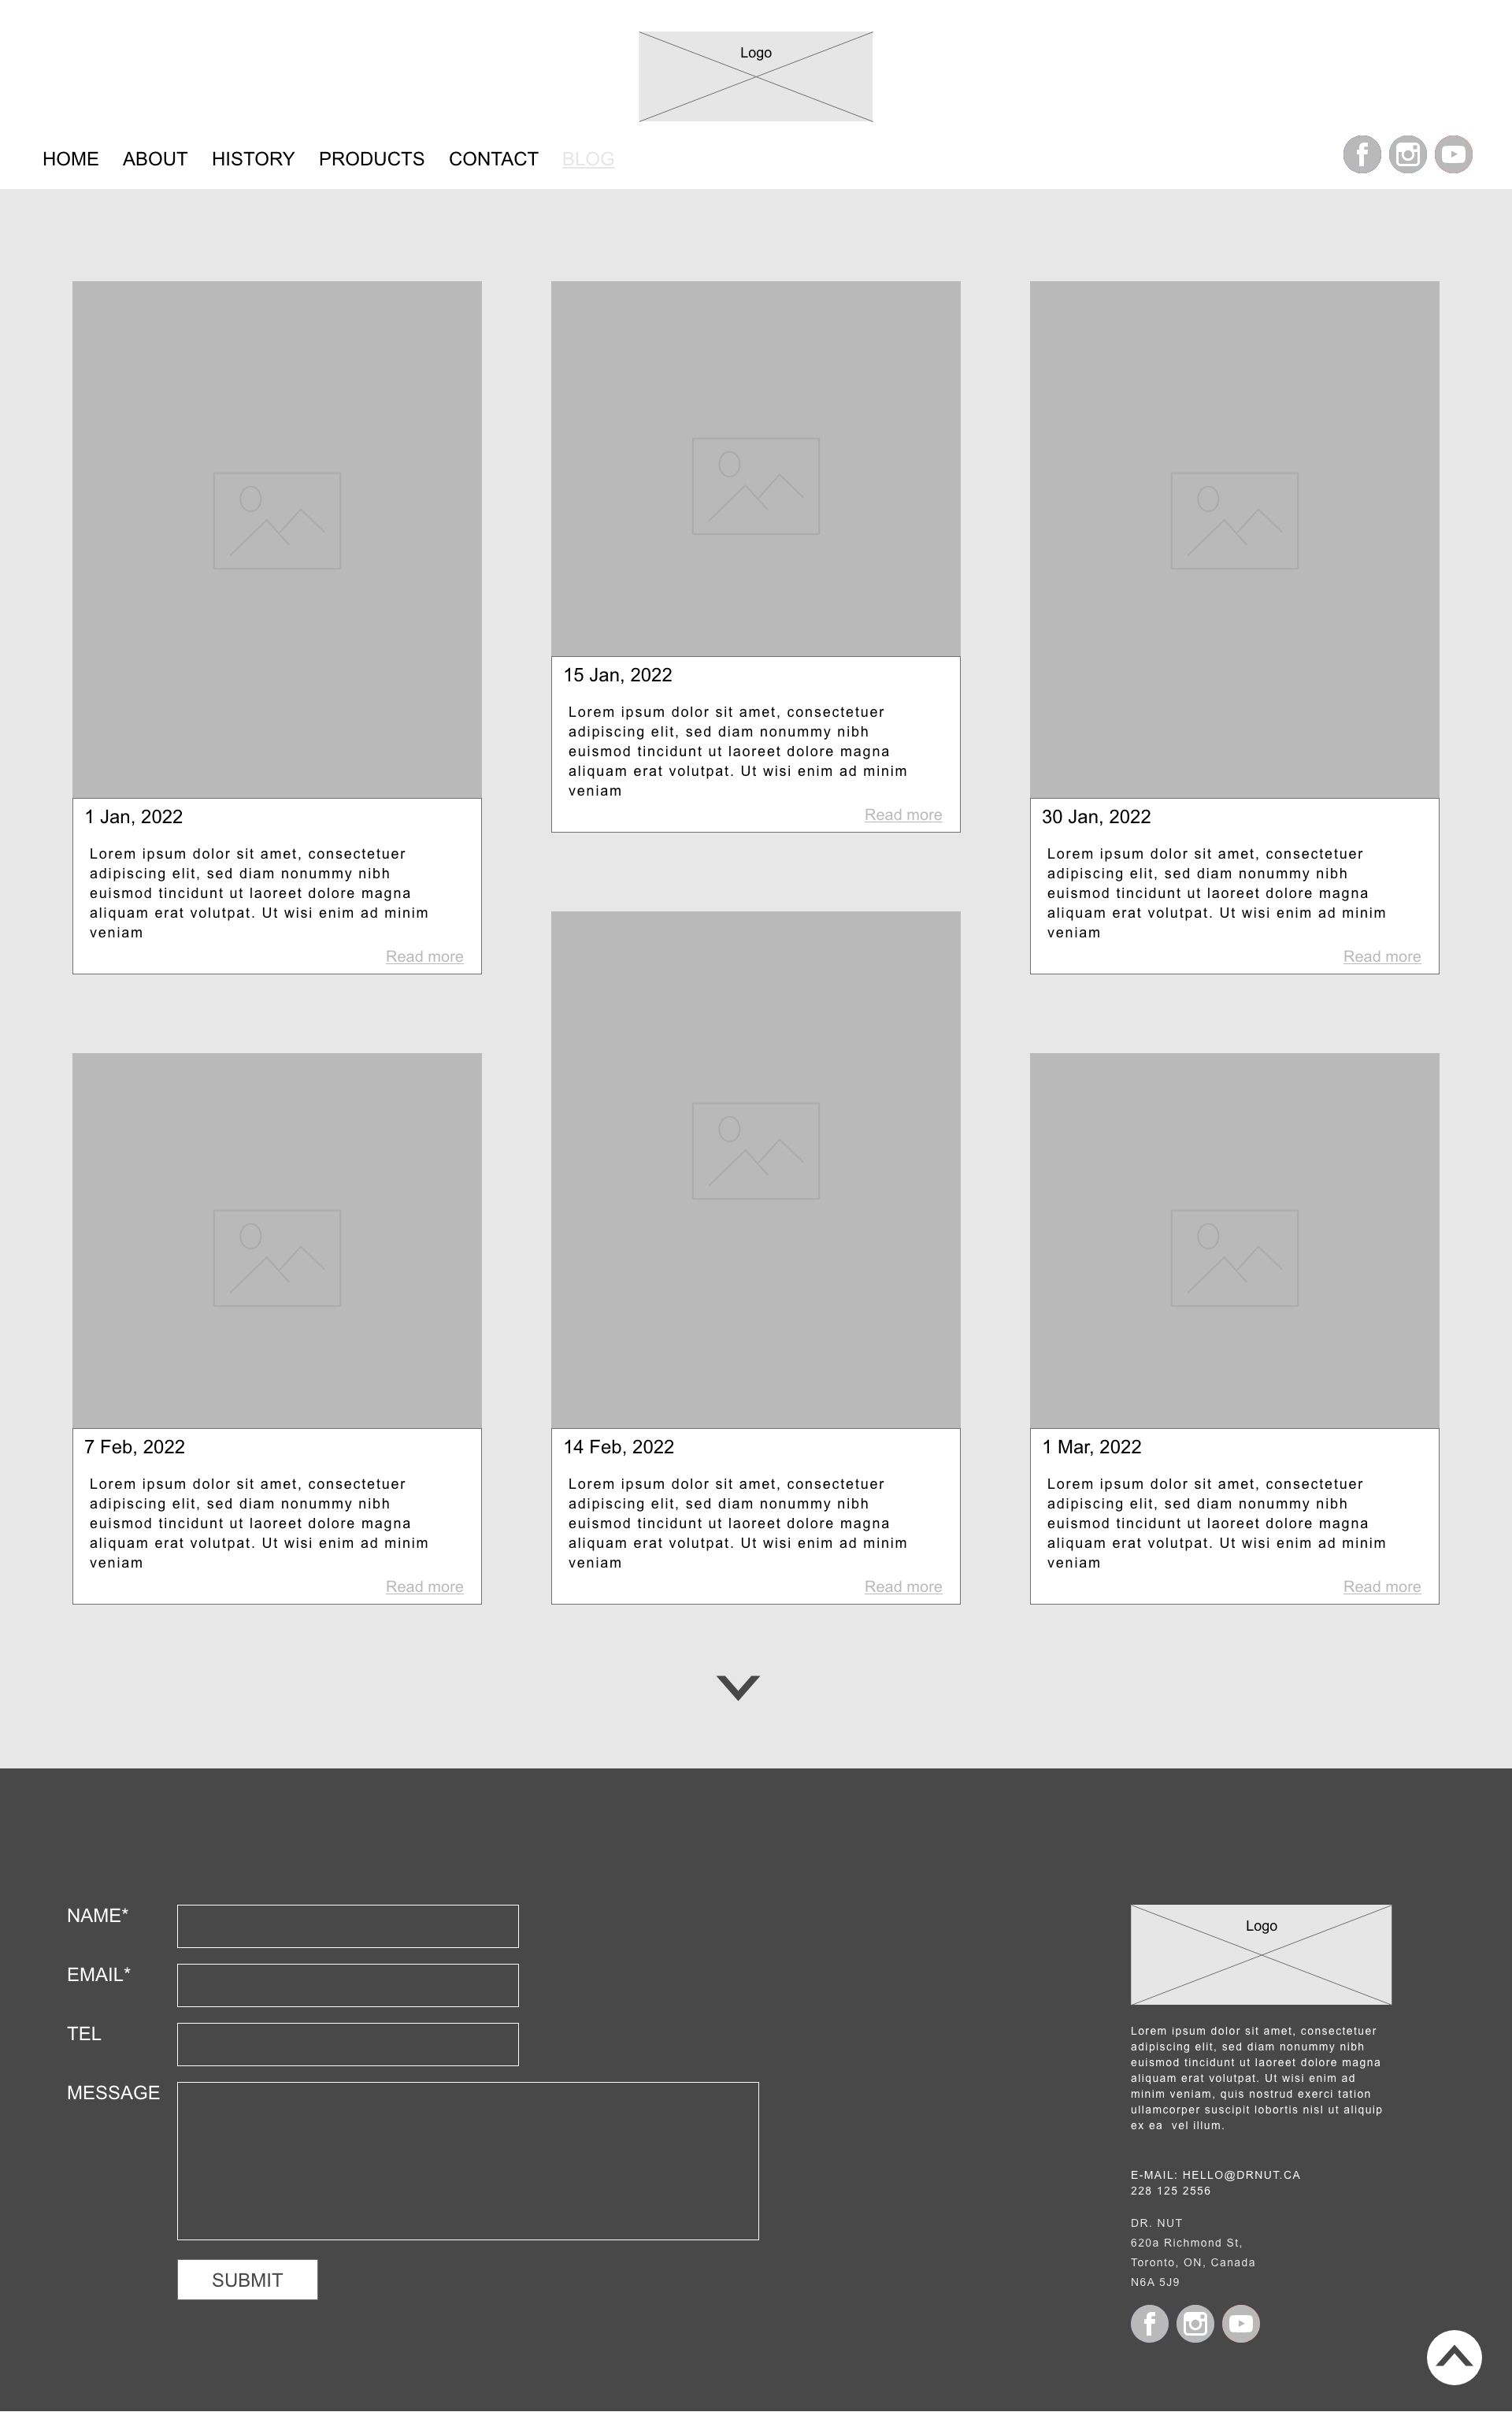 Logo
HOME ABOUT HISTORY PRODUCTS CONTACT BLOG
1 Jan, 2022
Lorem ipsum dolor sit amet, consectetuer
adipiscing elit, sed diam nonummy nibh
euismod tincidunt ut laoreet dolore magna
aliquam erat volutpat. Ut wisi enim ad minim
veniam
Read more
15 Jan, 2022
Lorem ipsum dolor sit amet, consectetuer
adipiscing elit, sed diam nonummy nibh
euismod tincidunt ut laoreet dolore magna
aliquam erat volutpat. Ut wisi enim ad minim
veniam
Read more
30 Jan, 2022
Lorem ipsum dolor sit amet, consectetuer
adipiscing elit, sed diam nonummy nibh
euismod tincidunt ut laoreet dolore magna
aliquam erat volutpat. Ut wisi enim ad minim
veniam
Read more
7 Feb, 2022
Lorem ipsum dolor sit amet, consectetuer
adipiscing elit, sed diam nonummy nibh
euismod tincidunt ut laoreet dolore magna
aliquam erat volutpat. Ut wisi enim ad minim
veniam
Read more
14 Feb, 2022
Lorem ipsum dolor sit amet, consectetuer
adipiscing elit, sed diam nonummy nibh
euismod tincidunt ut laoreet dolore magna
aliquam erat volutpat. Ut wisi enim ad minim
veniam
Read more
1 Mar, 2022
Lorem ipsum dolor sit amet, consectetuer
adipiscing elit, sed diam nonummy nibh
euismod tincidunt ut laoreet dolore magna
aliquam erat volutpat. Ut wisi enim ad minim
veniam
Read more
NAME*
EMAIL*
TEL
MESSAGE
SUBMIT
Logo
Lorem ipsum dolor sit amet, consectetuer
adipiscing elit, sed diam nonummy nibh
euismod tincidunt ut laoreet dolore magna
aliquam erat volutpat. Ut wisi enim ad
minim veniam, quis nostrud exerci tation
ullamcorper suscipit lobortis nisl ut aliquip
ex ea  vel illum.
E-MAIL: HELLO@DRNUT.CA
228 125 2556
DR. NUT
620a Richmond St,
Toronto, ON, Canada
N6A 5J9